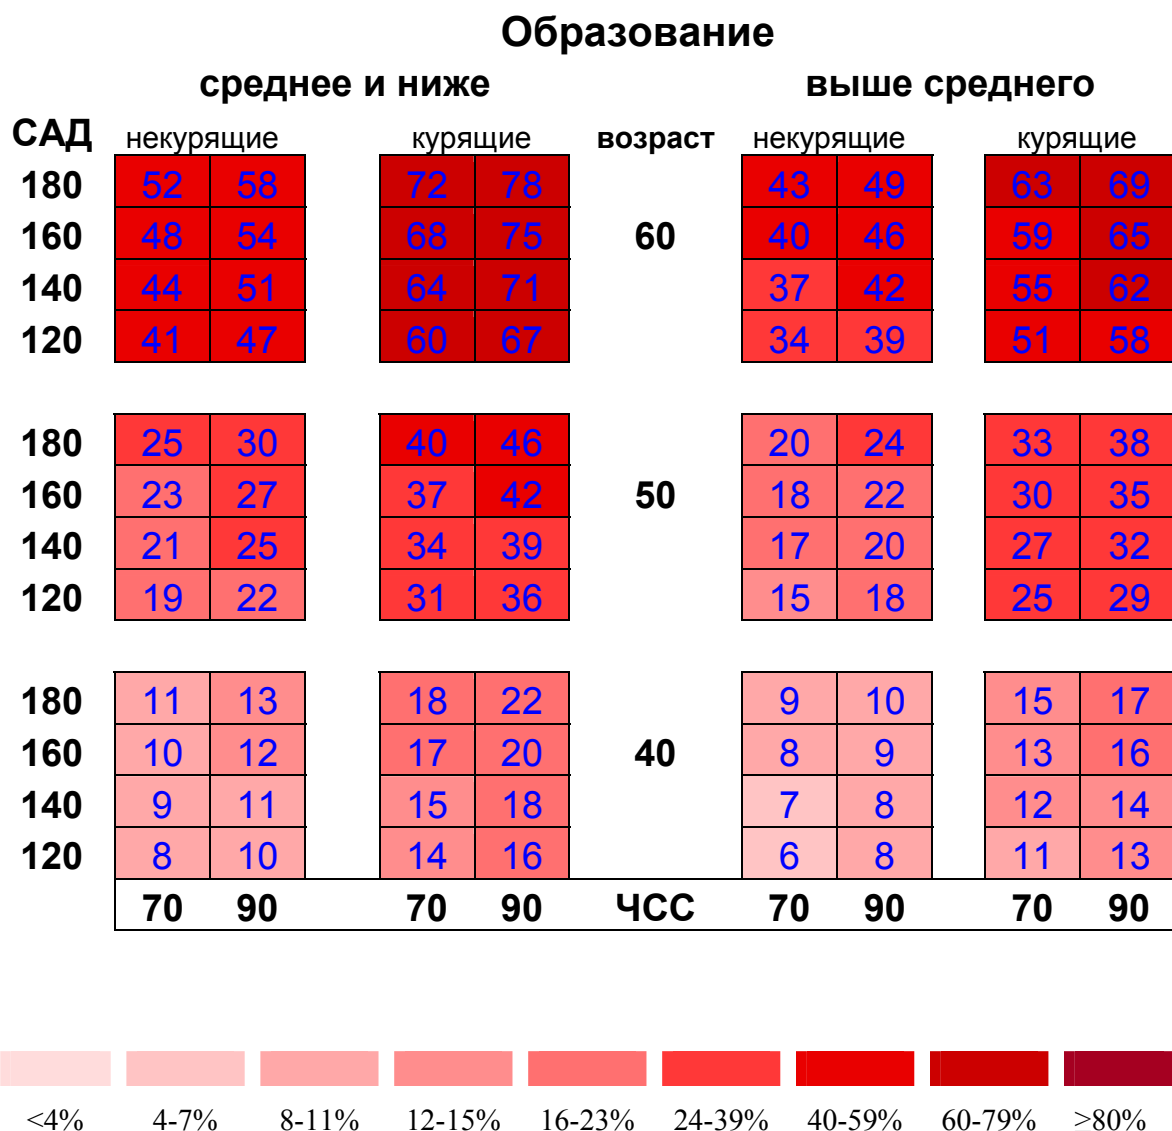 Образование
среднее и ниже выше среднего
САД некурящие курящие возраст некурящие курящие
180 52 58 72 78 43 49 63 69
160 48 54 68 75 60 40 46 59 65
140 44 51 64 71 37 42 55 62
120 41 47 60 67 34 39 51 58
180 25 30 40 46 20 24 33 38
160 23 27 37 42 50 18 22 30 35
140 21 25 34 39 17 20 27 32
120 19 22 31 36 15 18 25 29
180 11 13 18 22 9 10 15 17
160 10 12 17 20 40 8 9 13 16
140 9 11 15 18 7 8 12 14
120 8 10 14 16 6 8 11 13
70 90 70 90 ЧСС 70 90 70 90
<4% 4-7% 8-11% 12-15% 16-23% 24-39% 40-59% 60-79% >80%